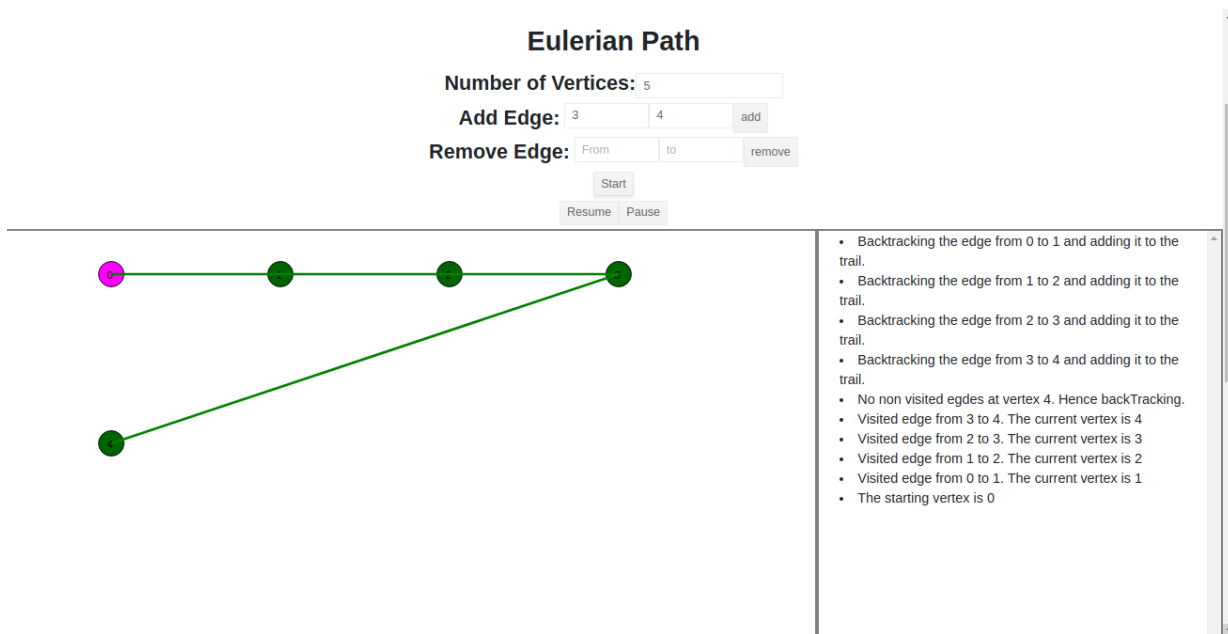 Eulerian Path
Number of Vertices: 5
Add Edge: 3 4 add
Remove Edge: From to remove
Start
Resume Pause
0 1 2 3
4
• Backtracking the edge from 0 to 1 and adding it to the
trail.
• Backtracking the edge from 1 to 2 and adding it to the
trail.
• Backtracking the edge from 2 to 3 and adding it to the
trail.
• Backtracking the edge from 3 to 4 and adding it to the
trail.
• No non visited egdes at vertex 4. Hence backTracking.
• Visited edge from 3 to 4. The current vertex is 4
• Visited edge from 2 to 3. The current vertex is 3
• Visited edge from 1 to 2. The current vertex is 2
• Visited edge from 0 to 1. The current vertex is 1
• The starting vertex is 0